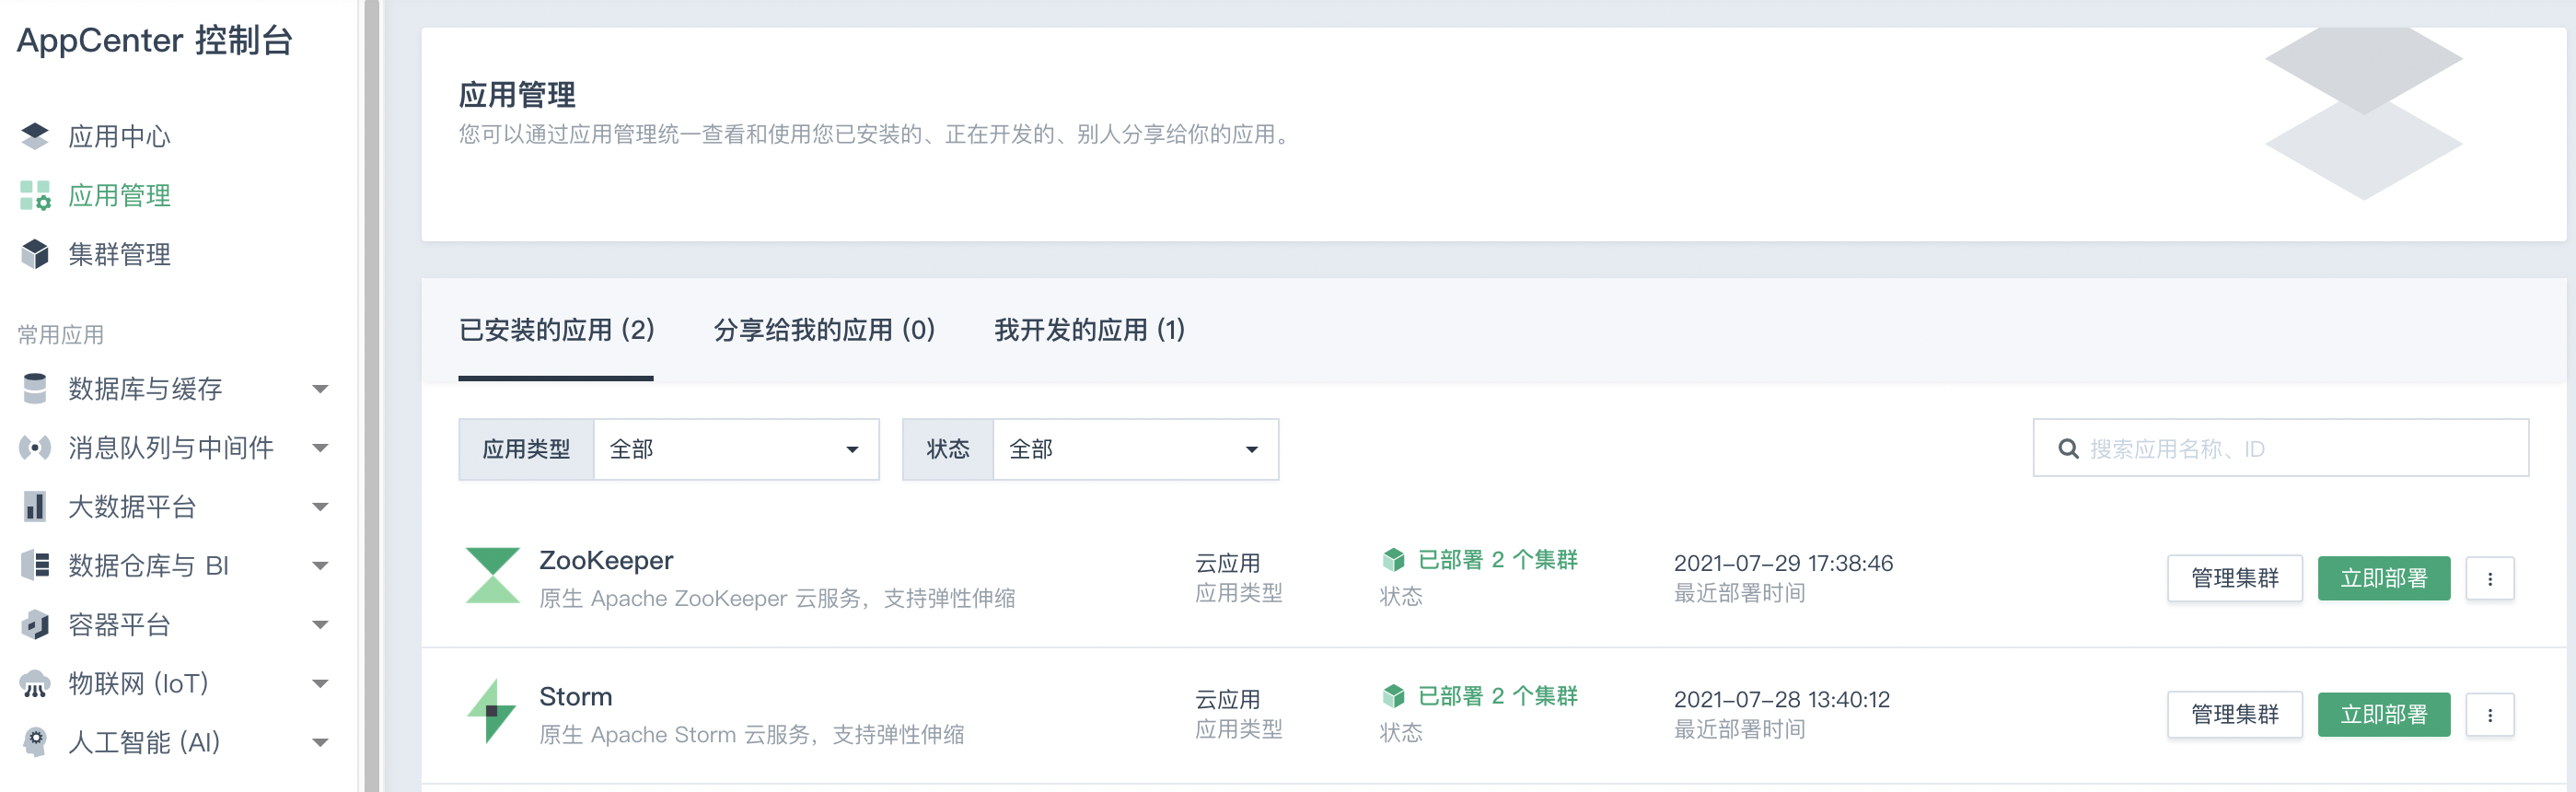 AppCenter 控制台
应用中心
应用管理
集群管理
常用应用
数据库与缓存
消息队列与中间件
大数据平台
数据仓库与 BI
容器平台
物联网 (IoT)
人工智能 (AI)
应用管理
您可以通过应用管理统一查看和使用您已安装的、正在开发的、别人分享给你的应用。
已安装的应用 (2) 分享给我的应用 (0) 我开发的应用 (1)
应用类型 全部 状态 全部 搜索应用名称、ID
ZooKeeper
原生 Apache ZooKeeper 云服务，支持弹性伸缩
云应用
应用类型
已部署 2 个集群
状态
2021-07-29 17:38:46
最近部署时间
管理集群 立即部署
Storm
原生 Apache Storm 云服务，支持弹性伸缩
云应用
应用类型
已部署 2 个集群
状态
2021-07-28 13:40:12
最近部署时间
管理集群 立即部署